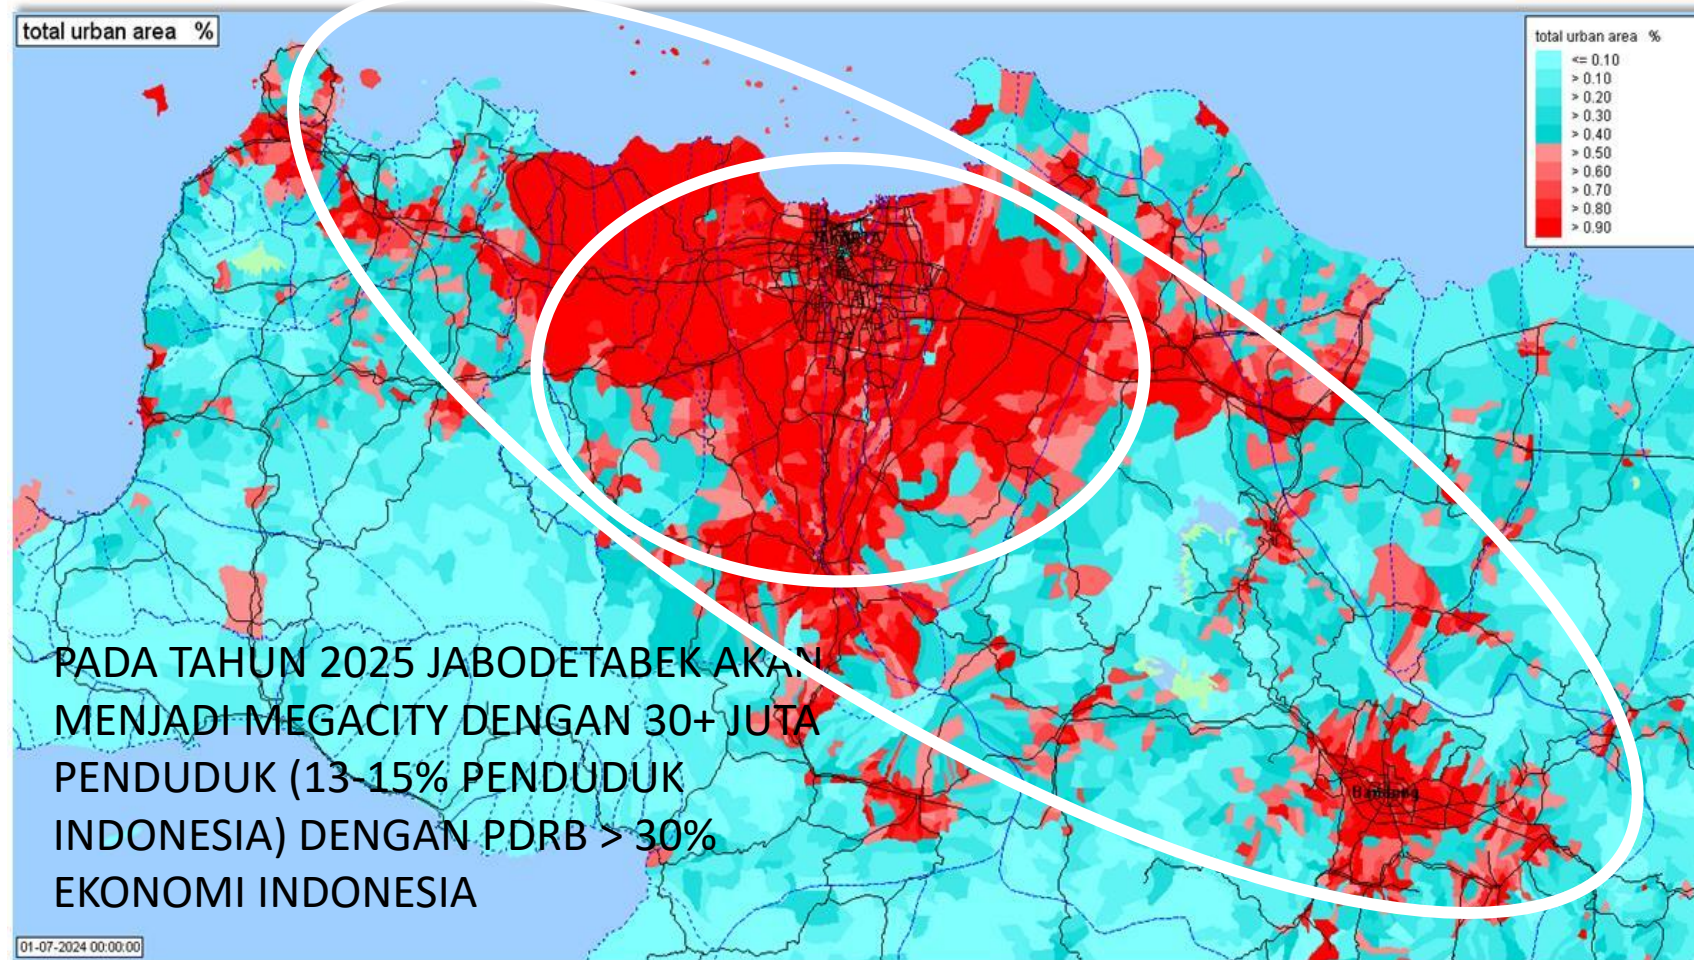 total urban area %
total urban area %
<= 0.10
> 0.10
> 0.20
> 0.30
> 0.40
> 0.50
> 0.60
> 0.70
> 0.80
> 0.90
JAKARTA
Bandung
PADA TAHUN 2025 JABODETABEK AKAN
MENJADI MEGACITY DENGAN 30+ JUTA
PENDUDUK (13-15% PENDUDUK
INDONESIA) DENGAN PDRB > 30%
EKONOMI INDONESIA
01-07-2024 00:00:00